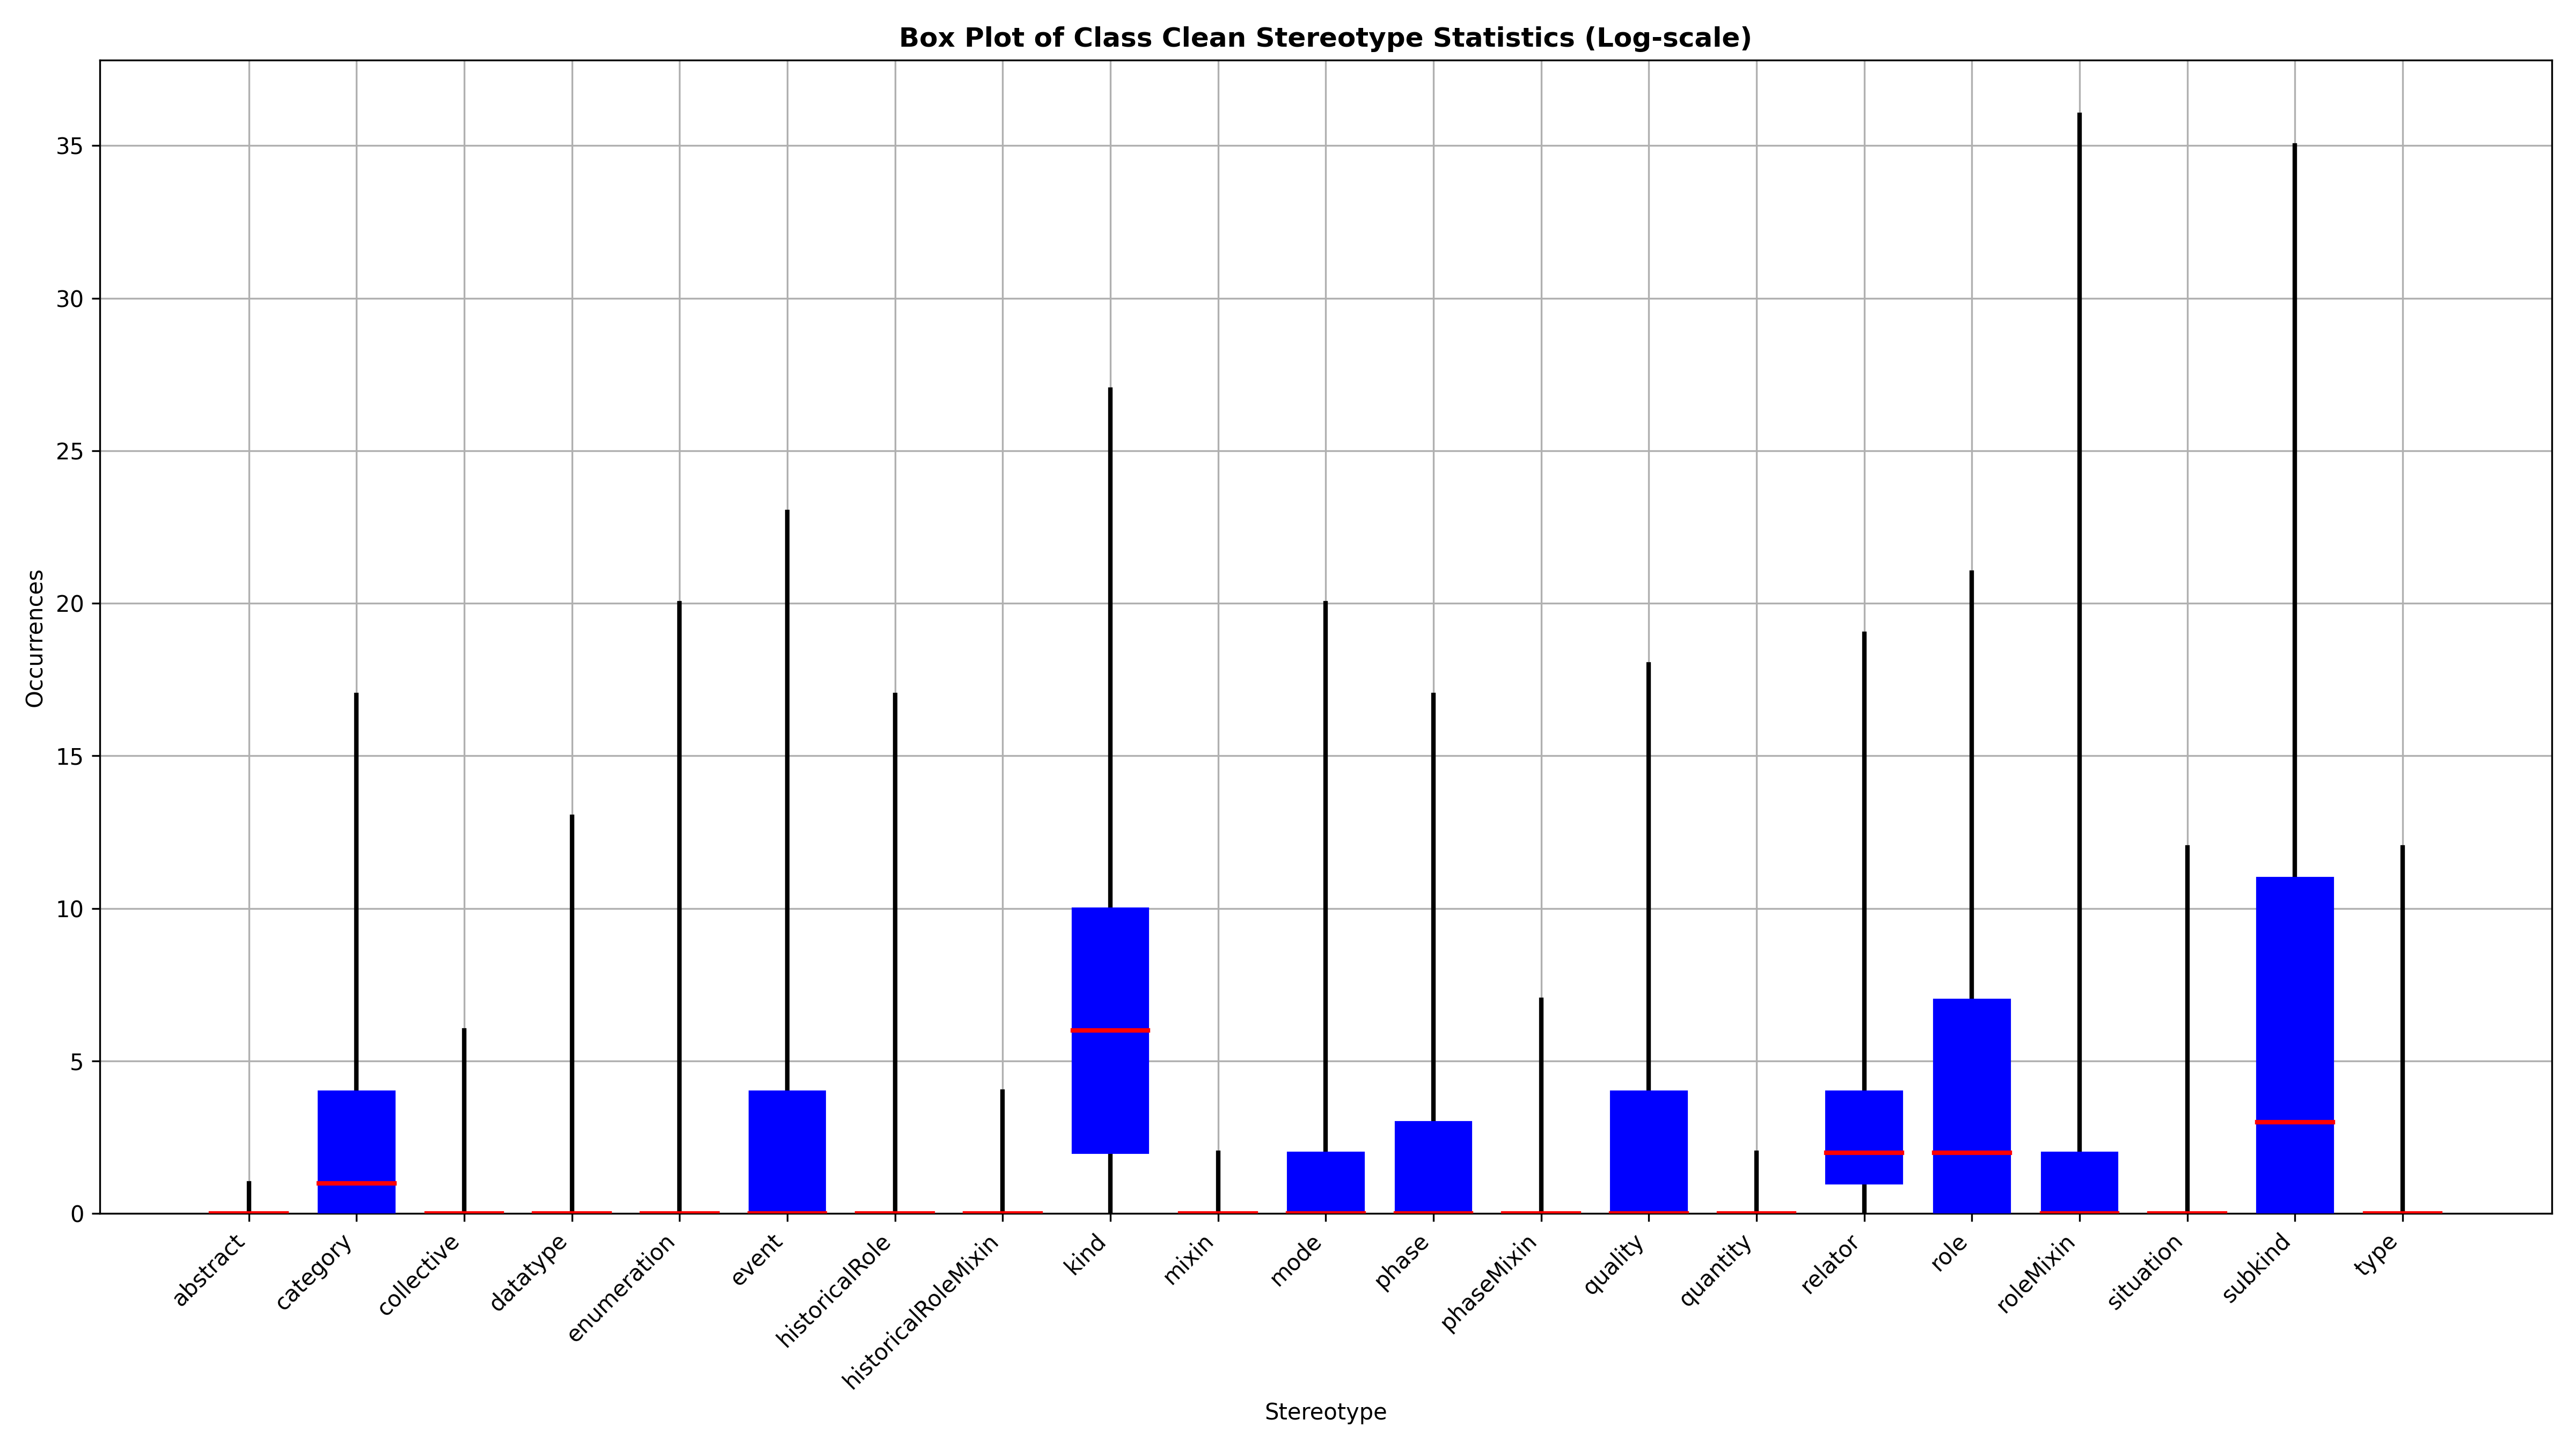 Box Plot of Class Clean Stereotype Statistics (Log-scale)
Occurrences
35
30
25
20
15
10
5
0
abstract
category
collective
datatype
enumeration
event
historicalRole
historicalRoleMixin
kind
mixin
mode
phase
phaseMixin
quality
quantity
relator
role
roleMixin
situation
subkind
type
Stereotype